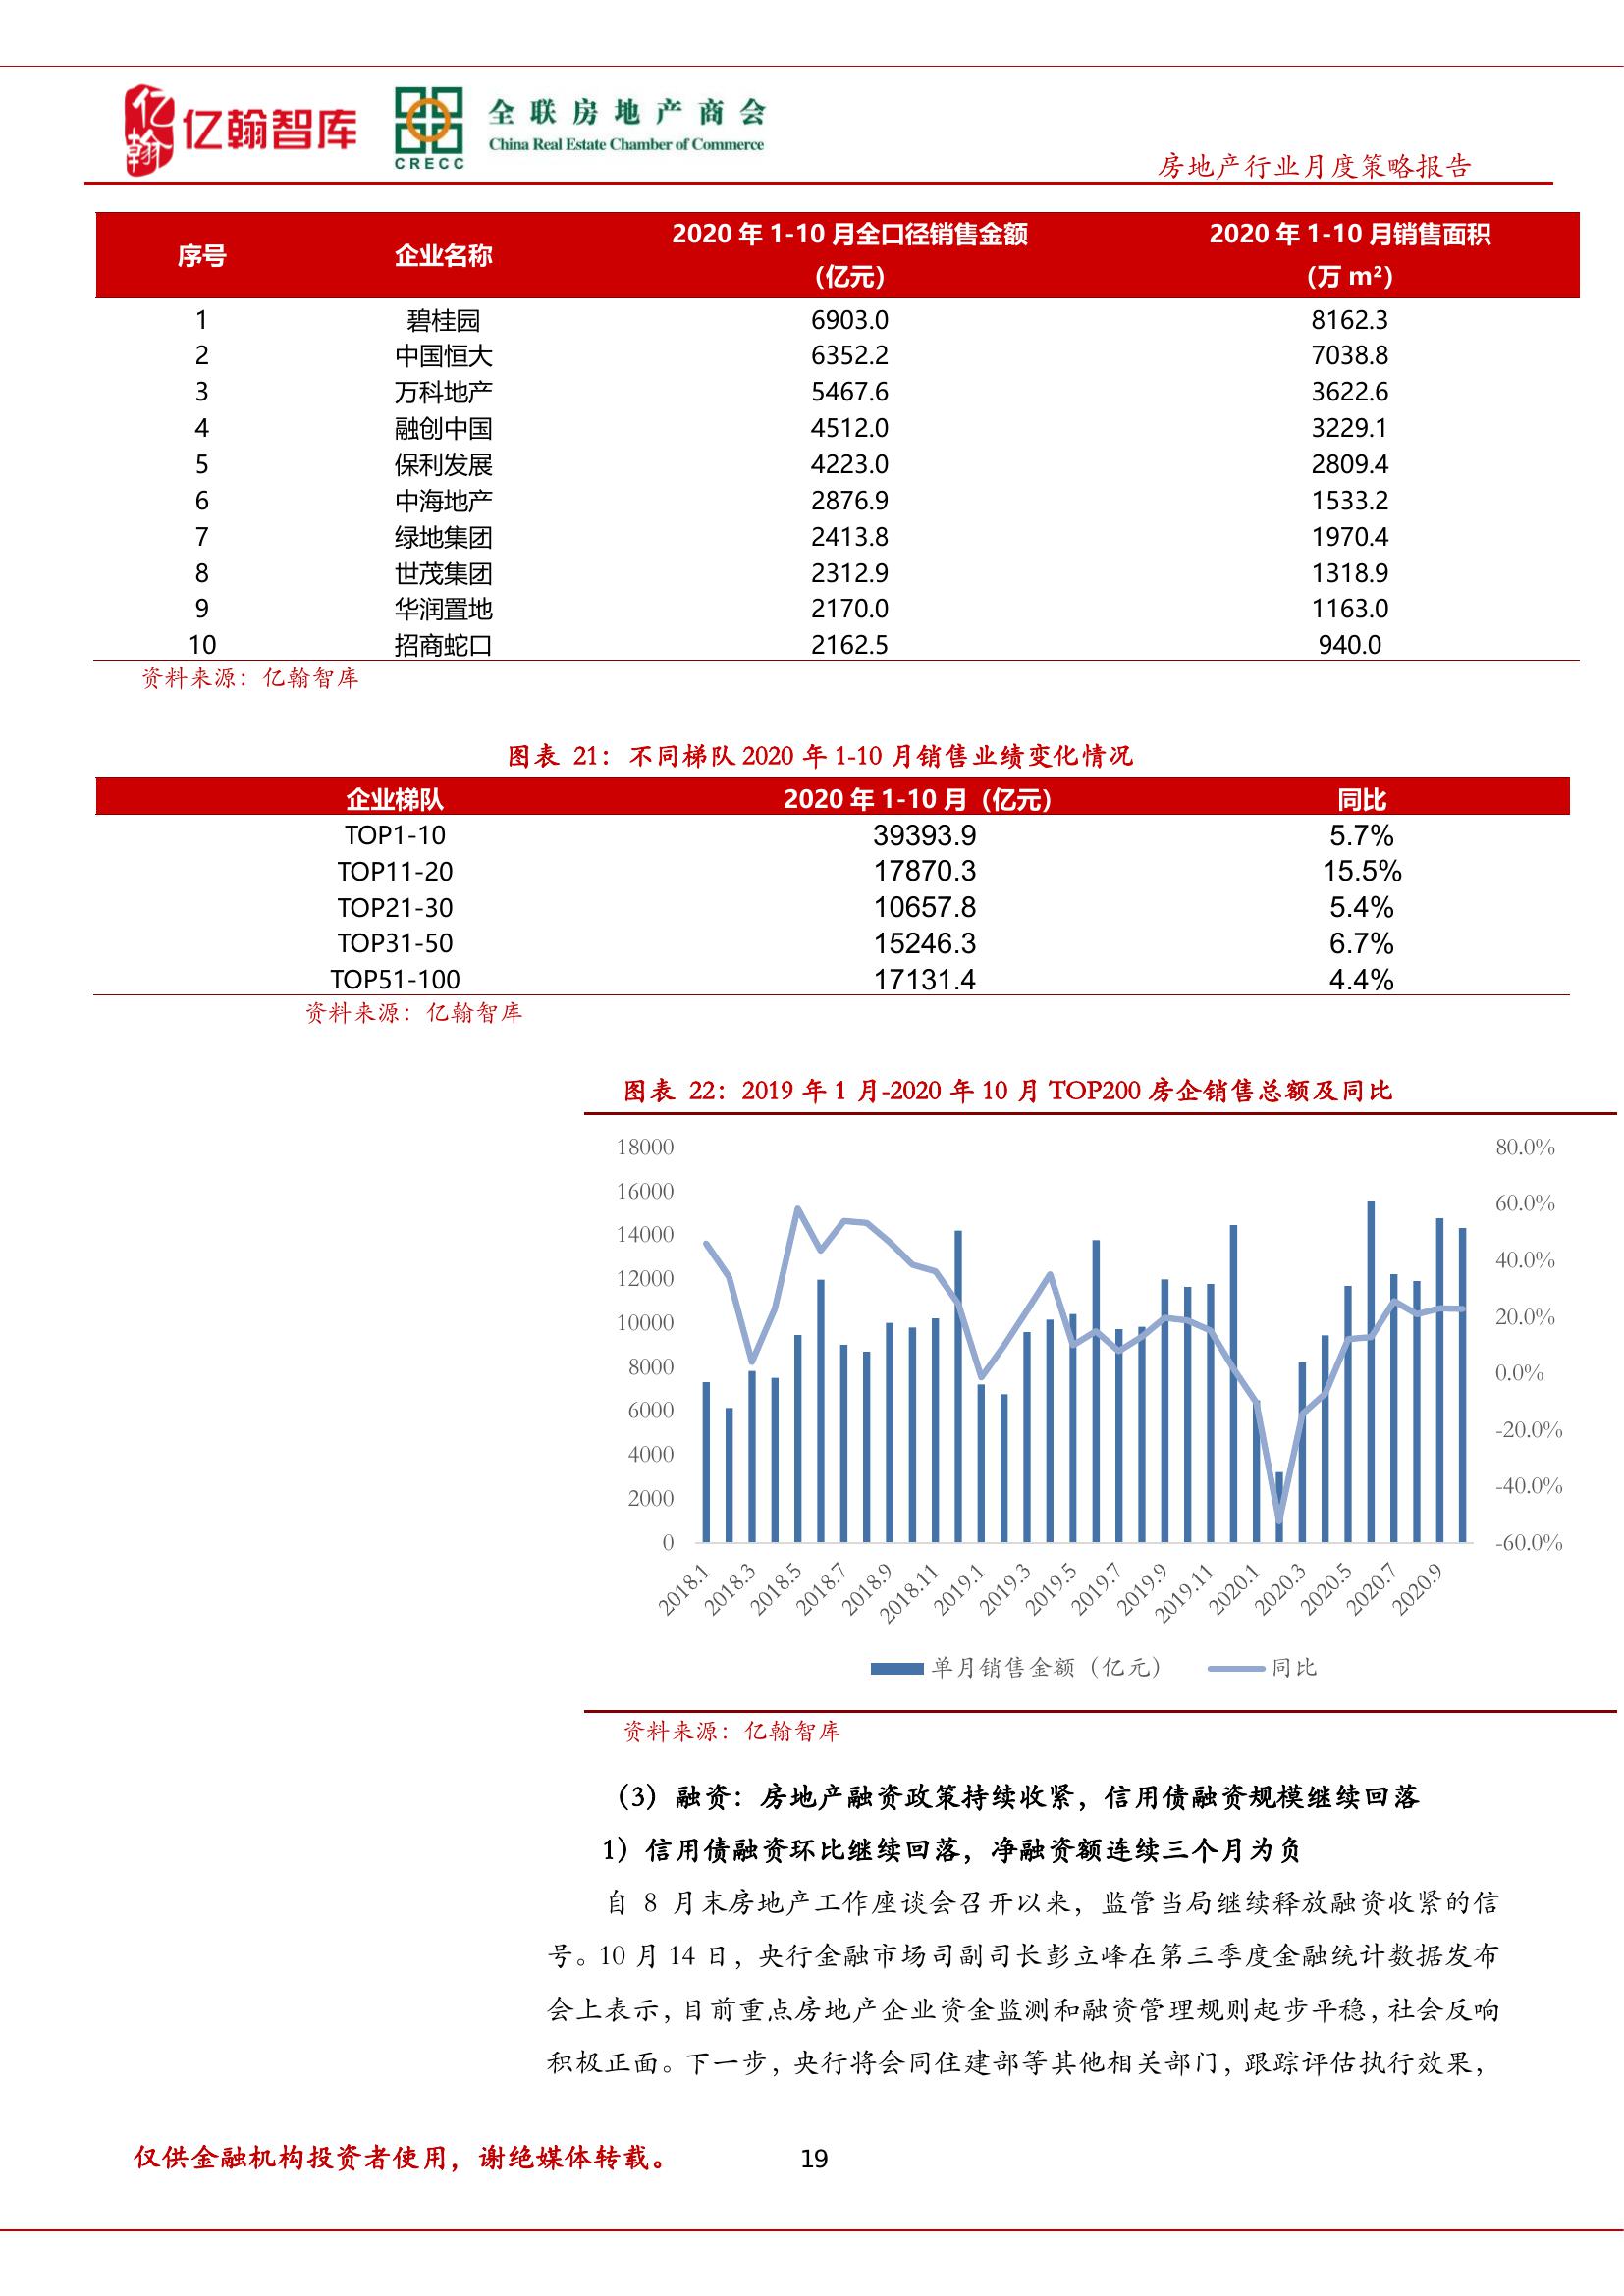 亿翰 亿翰智库 CRECC 全联房地产商会
China Real Estate Chamber of Commerce
房地产行业月度策略报告
序号 企业名称 2020 年 1-10 月全口径销售金额（亿元） 2020 年 1-10 月销售面积（万 m²）
1 碧桂园 6903.0 8162.3
2 中国恒大 6352.2 7038.8
3 万科地产 5467.6 3622.6
4 融创中国 4512.0 3229.1
5 保利发展 4223.0 2809.4
6 中海地产 2876.9 1533.2
7 绿地集团 2413.8 1970.4
8 世茂集团 2312.9 1318.9
9 华润置地 2170.0 1163.0
10 招商蛇口 2162.5 940.0
资料来源：亿翰智库
图表 21：不同梯队 2020 年 1-10 月销售业绩变化情况
企业梯队 2020 年 1-10 月（亿元） 同比
TOP1-10 39393.9 5.7%
TOP11-20 17870.3 15.5%
TOP21-30 10657.8 5.4%
TOP31-50 15246.3 6.7%
TOP51-100 17131.4 4.4%
资料来源：亿翰智库
图表 22：2019 年 1 月-2020 年 10 月 TOP200 房企销售总额及同比
18000 80.0%
16000 60.0%
14000
12000 40.0%
10000 20.0%
8000 0.0%
6000 -20.0%
4000
2000 -40.0%
0 -60.0%
2018.1 2018.3 2018.5 2018.7 2018.9 2018.11 2019.1 2019.3 2019.5 2019.7 2019.9 2019.11 2020.1 2020.3 2020.5 2020.7 2020.9
单月销售金额（亿元） 同比
资料来源：亿翰智库
（3）融资：房地产融资政策持续收紧，信用债融资规模继续回落
1）信用债融资环比继续回落，净融资额连续三个月为负
自 8 月末房地产工作座谈会召开以来，监管当局继续释放融资收紧的信
号。10 月 14 日，央行金融市场司副司长彭立峰在第三季度金融统计数据发布
会上表示，目前重点房地产企业资金监测和融资管理规则起步平稳，社会反响
积极正面。下一步，央行将会同住建部等其他相关部门，跟踪评估执行效果，
仅供金融机构投资者使用，谢绝媒体转载。 19